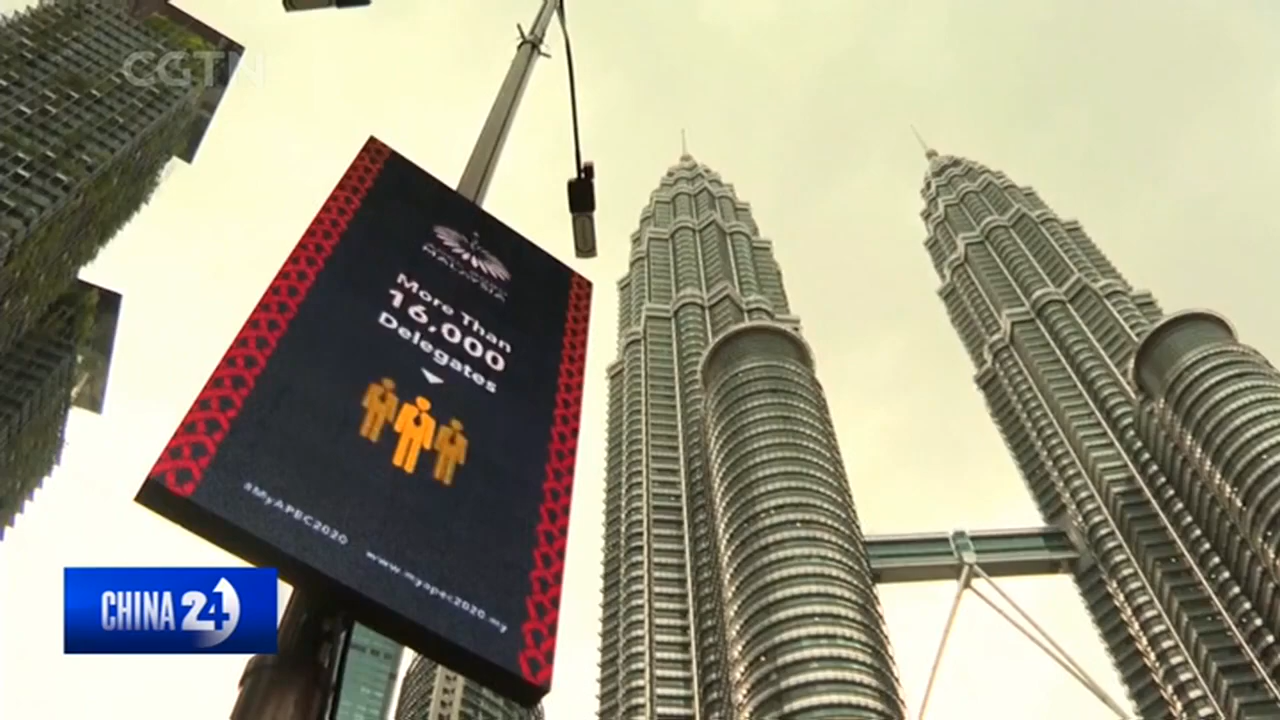 CGTN
MALAYSIA
More Than
16,000
Delegates
#MyAPEC2020
www.myapec2020.my
CHINA 24